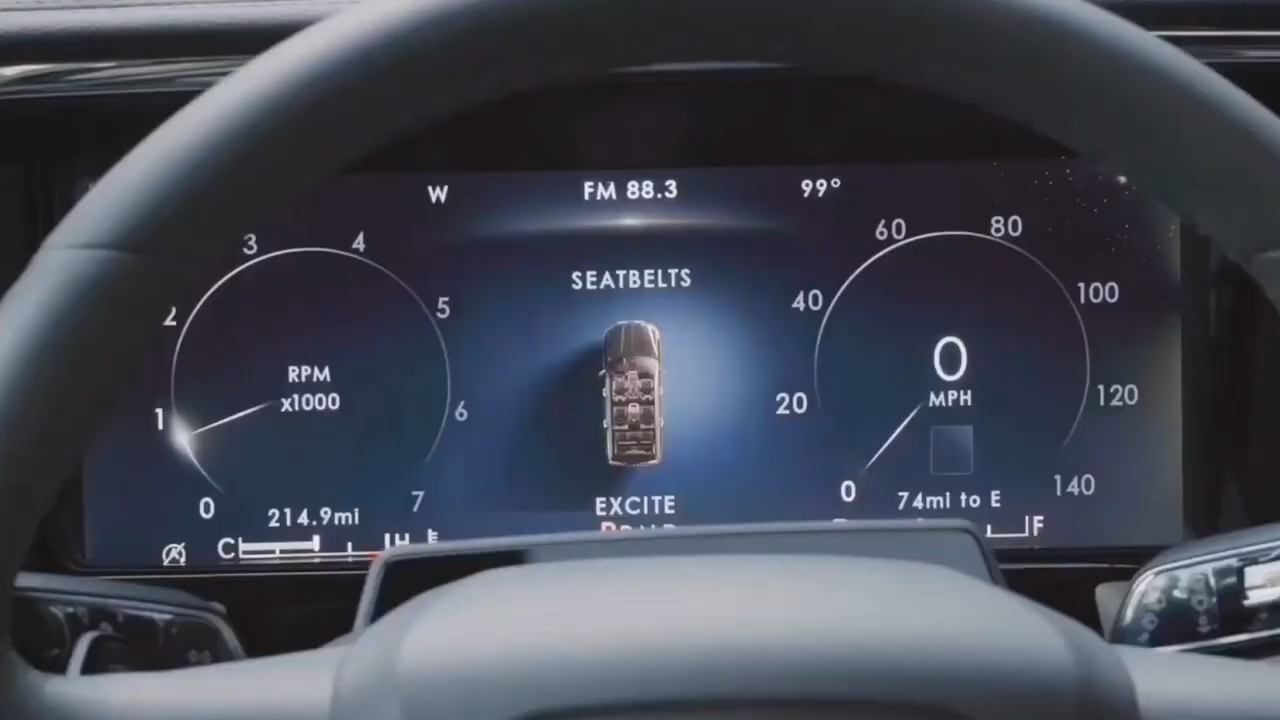 W FM 88.3 99°
SEATBELTS
3 4
2 5
1 6
0 7
RPM
x1000
214.9mi
C H
EXCITE
60 80
40 100
20 120
0 140
0
MPH
74mi to E
F